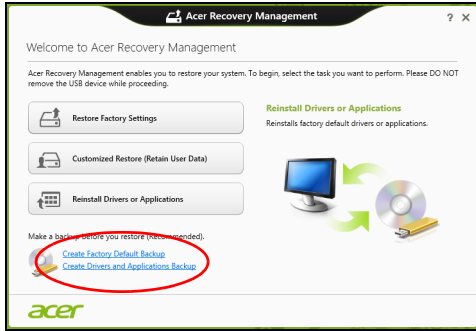 Acer Recovery Management
? X
Welcome to Acer Recovery Management
Acer Recovery Management enables you to restore your system. To begin, select the task you want to perform. Please DO NOT
remove the USB device while proceeding.
Restore Factory Settings
Customized Restore (Retain User Data)
Reinstall Drivers or Applications
Reinstall Drivers or Applications
Reinstalls factory default drivers or applications.
Make a backup before you restore (Recommended).
Create Factory Default Backup
Create Drivers and Applications Backup
acer